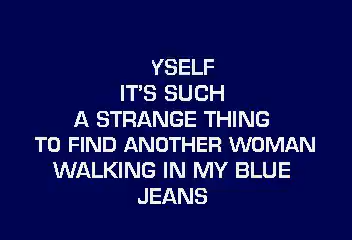 YSELF
IT'S SUCH
A STRANGE THING
TO FIND ANOTHER WOMAN
WALKING IN MY BLUE
JEANS